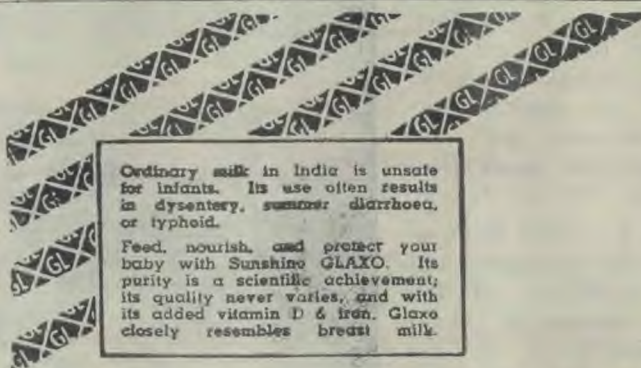 Ordinary milk in India is unsafe
for infants. Its use often results
in dysentery, summer diarrhoea,
or typhoid.
Feed, nourish, and protect your
baby with Sunshine GLAXO. Its
purity is a scientific achievement;
its quality never varies, and with
its added vitamin D & iron. Glaxo
closely resembles breast milk.